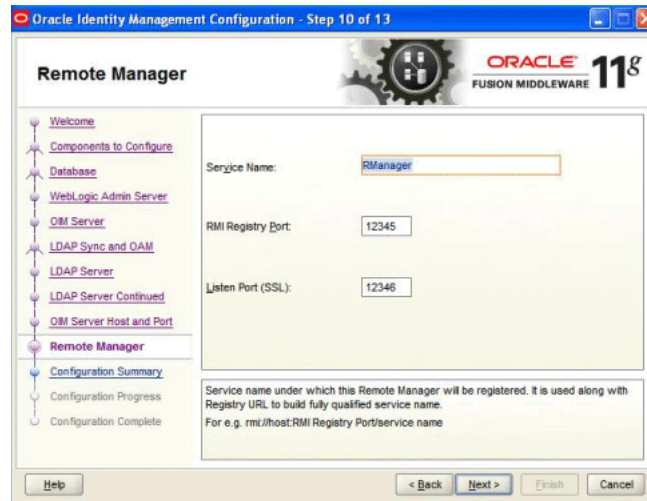 Oracle Identity Management Configuration - Step 10 of 13
Remote Manager
ORACLE
FUSION MIDDLEWARE 11g
Welcome
Components to Configure
Database
WebLogic Admin Server
OIM Server
LDAP Sync and OAM
LDAP Server
LDAP Server Continued
OIM Server Host and Port
Remote Manager
Configuration Summary
Configuration Progress
Configuration Complete
Service Name: RManager
RMI Registry Port: 12345
Listen Port (SSL): 12346
Service name under which this Remote Manager will be registered. It is used along with
Registry URL to build fully qualified service name.
For e.g. rmi://host:RMI Registry Port/service name
Help < Back Next > Finish Cancel